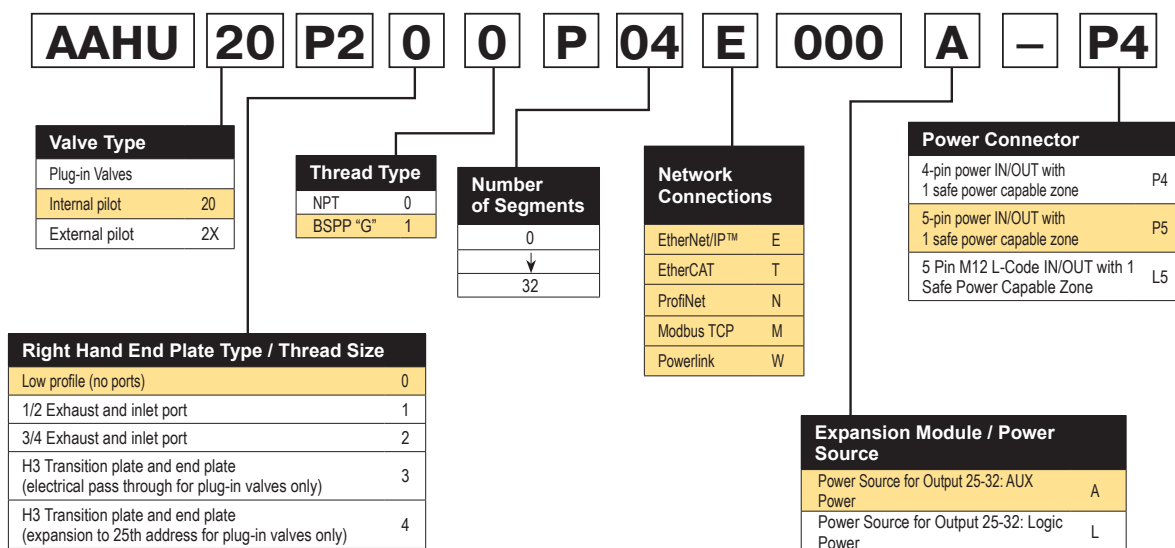 AAHU 20 P2 0 0 P 04 E 000 A – P4
Valve Type
Plug-in Valves
Internal pilot 20
External pilot 2X
Thread Type
NPT 0
BSPP “G” 1
Number
of Segments
0
32
Network
Connections
EtherNet/IP™ E
EtherCAT T
ProfiNet N
Modbus TCP M
Powerlink W
Power Connector
4-pin power IN/OUT with
1 safe power capable zone P4
5-pin power IN/OUT with
1 safe power capable zone P5
5 Pin M12 L-Code IN/OUT with 1
Safe Power Capable Zone L5
Right Hand End Plate Type / Thread Size
Low profile (no ports) 0
1/2 Exhaust and inlet port 1
3/4 Exhaust and inlet port 2
H3 Transition plate and end plate
(electrical pass through for plug-in valves only) 3
H3 Transition plate and end plate
(expansion to 25th address for plug-in valves only) 4
Expansion Module / Power
Source
Power Source for Output 25-32: AUX
Power A
Power Source for Output 25-32: Logic
Power L